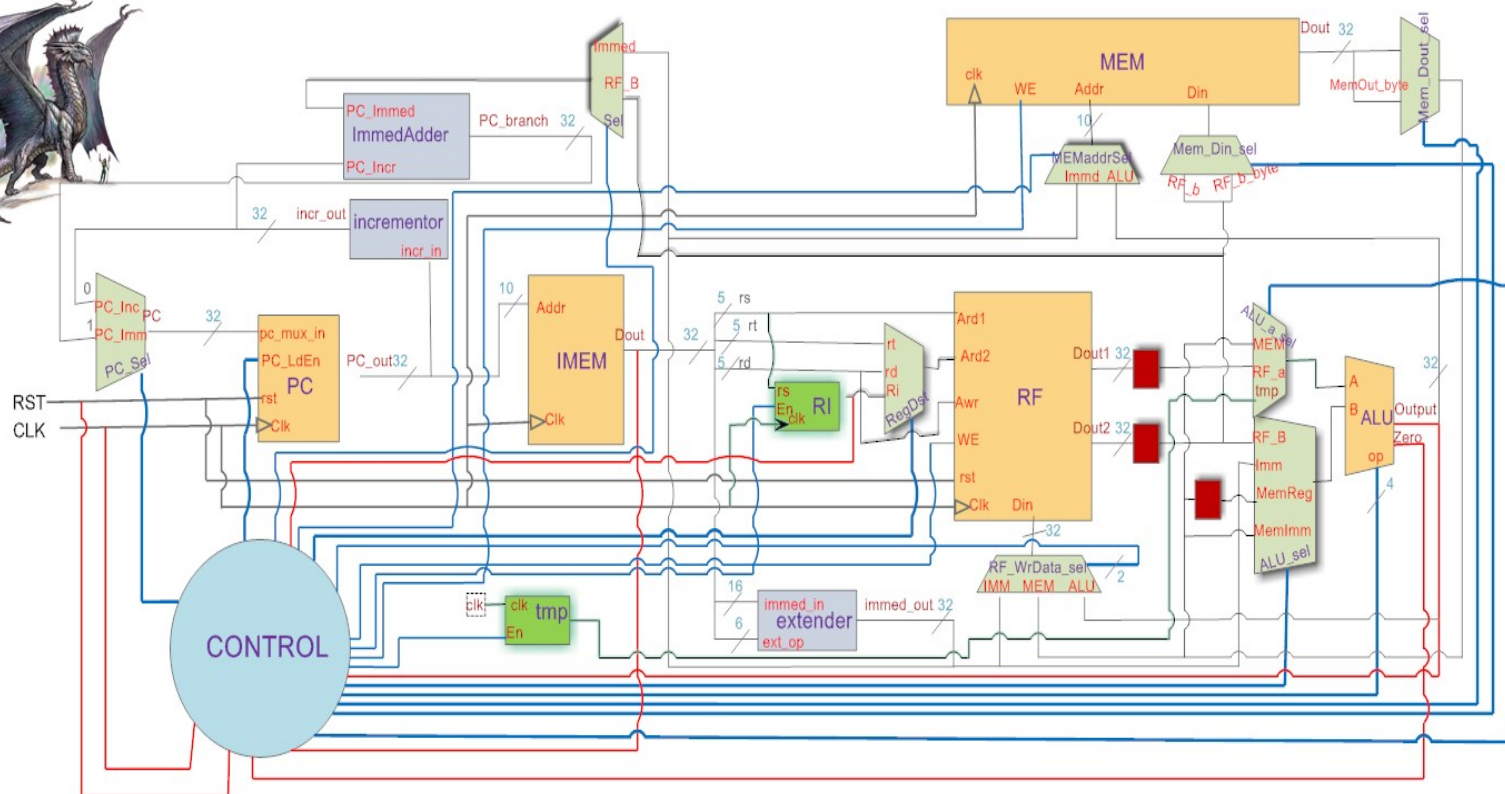 Immed
RF_B
Sel
PC_Immed
ImmedAdder
PC_Incr
PC_branch 32
32 incr_out
incrementor
incr_in
MEM
clk
WE
Addr
Din
10
Dout 32
MemOut_byte
Mem_Dout_sel
MEMaddrSel
Immd ALU
Mem_Din_sel
RF_b RF_b_byte
0
PC_Inc
1
PC_Imm
PC_Sel
PC
32
pc_mux_in
PC_LdEn
PC
rst
Clk
PC_out32
RST
CLK
10
Addr
IMEM
Dout
32
Clk
5 rs
5 rt
5 rd
rs
En
clk
RI
rt
rd
Ri
RegDst
Ard1
Ard2
Awr
WE
rst
Clk
RF
Dout1 32
Dout2 32
Din
32
RF_WrData_sel
IMM MEM ALU
2
ALU_a_sel
MEM
RF_a
tmp
RF_B
Imm
MemReg
MemImm
ALU_sel
A
B
ALU
op
Output
Zero
32
4
CONTROL
clk
clk
tmp
En
16
6
immed_in
extender
ext_op
immed_out 32